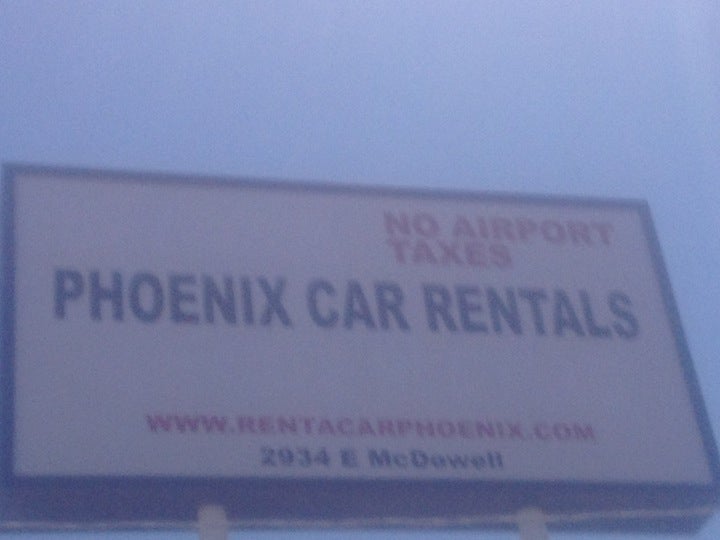 NO AIRPORT
TAXES
PHOENIX CAR RENTALS
WWW.RENTACARPHOENIX.COM
2934 E McDowell